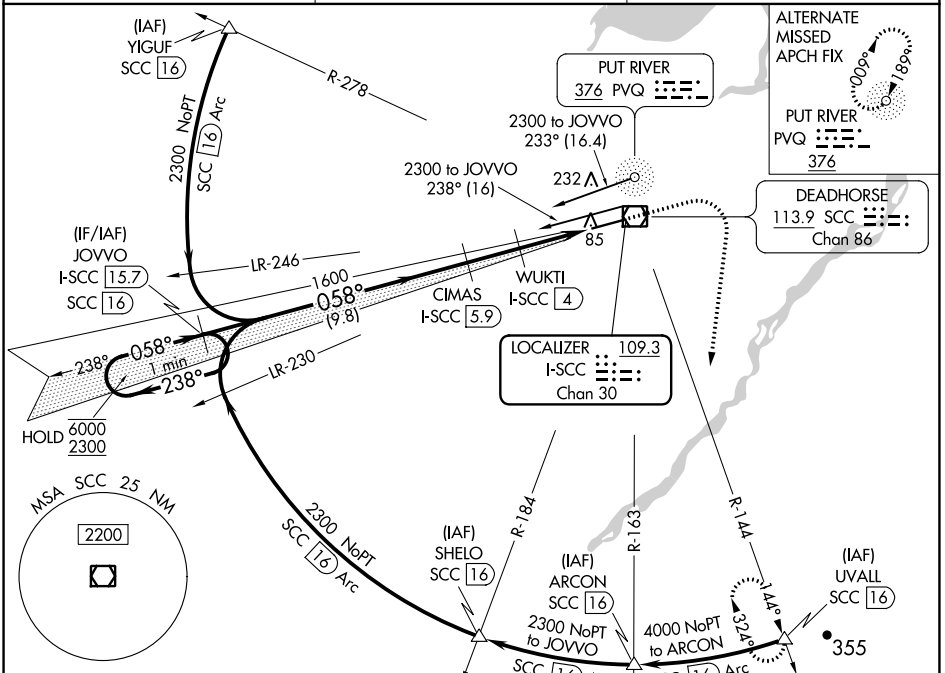 (IAF)
YIGUF
SCC 16
R-278
2300 NoPT
SCC 16 Arc
PUT RIVER
376 PVQ
2300 to JOVVO
233° (16.4)
2300 to JOVVO
238° (16)
232
85
ALTERNATE
MISSED
APCH FIX
009°
189°
PUT RIVER
PVQ
376
DEADHORSE
113.9 SCC
Chan 86
(IF/IAF)
JOVVO
I-SCC 15.7
SCC 16
LR-246
1600
058°
(9.8)
CIMAS
I-SCC 5.9
WUKTI
I-SCC 4
238°
058°
1 min
238°
LR-230
HOLD 6000
2300
LOCALIZER 109.3
I-SCC
Chan 30
MSA SCC 25 NM
2200
2300 NoPT
SCC 16 Arc
R-184
R-163
R-144
(IAF)
SHELO
SCC 16
(IAF)
ARCON
SCC 16
(IAF)
UVALL
SCC 16
144°
324°
355
2300 NoPT
to JOVVO
4000 NoPT
to ARCON
SCC 16
16 Arc